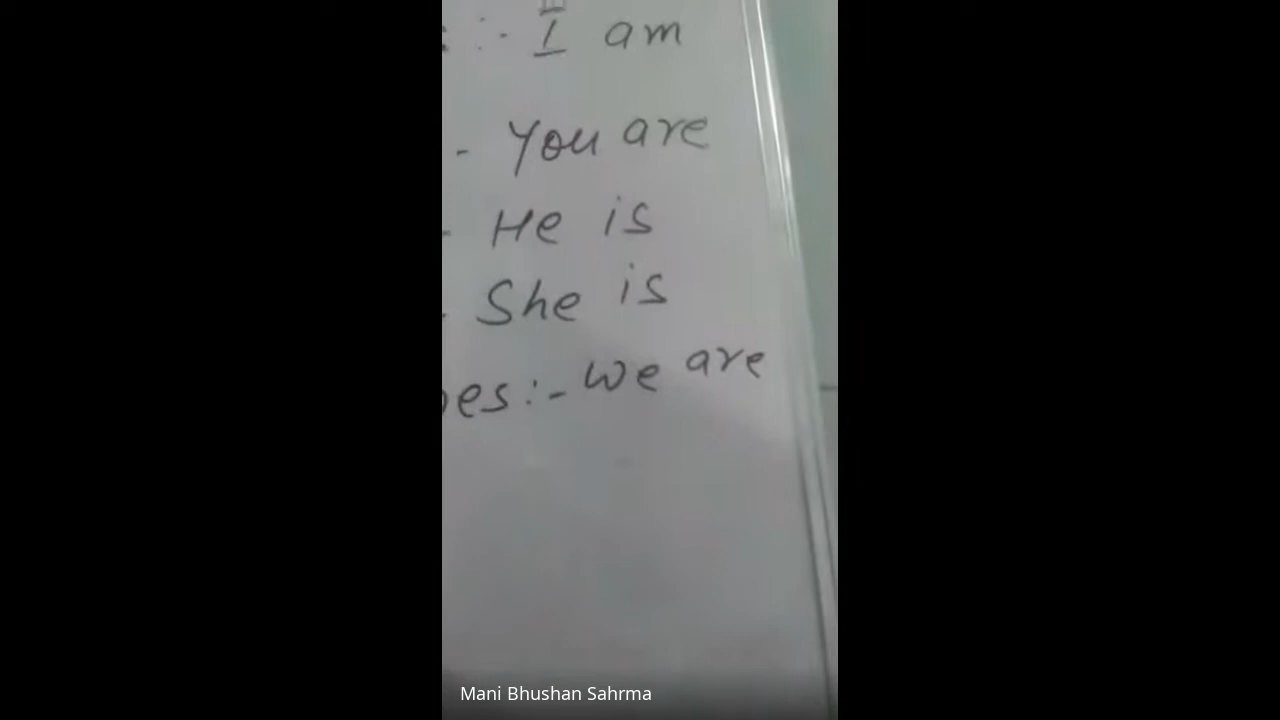 :- I am
- You are
- He is
- She is
es:- we are
Mani Bhushan Sahrma